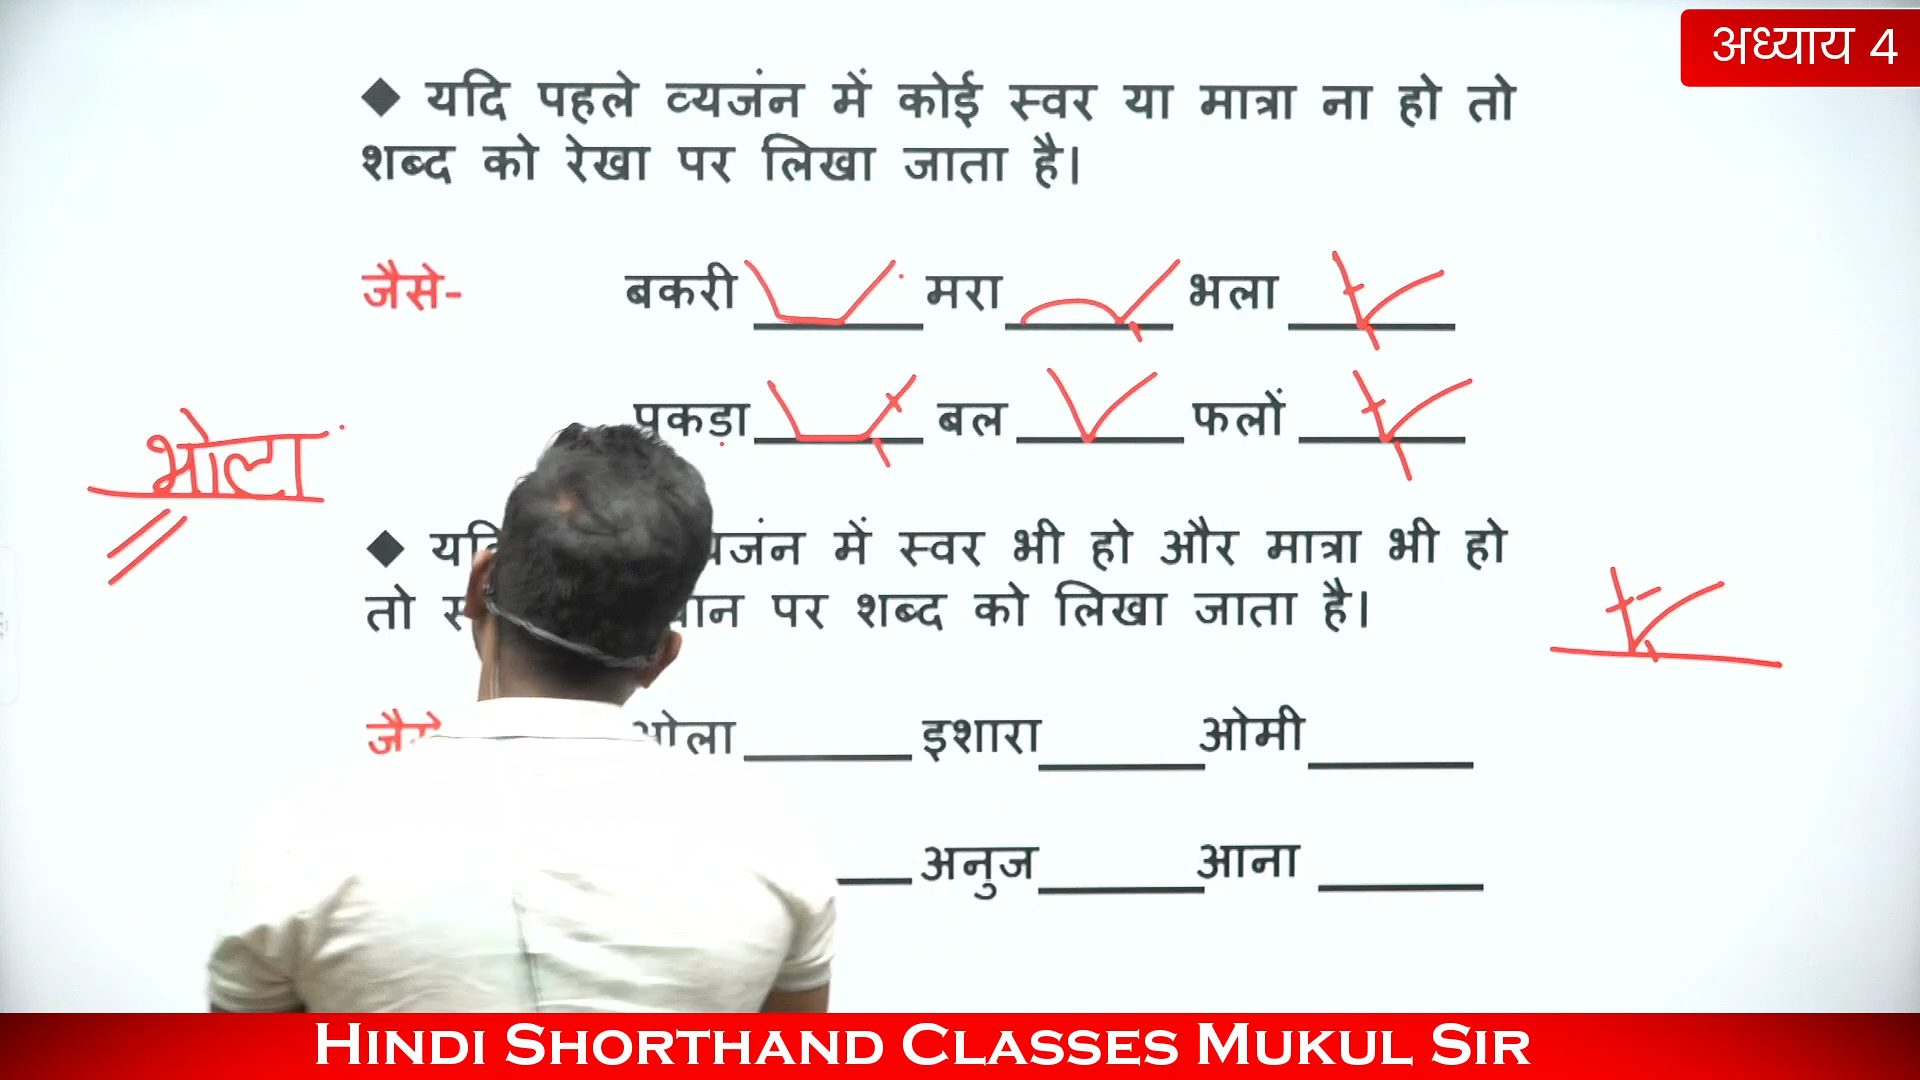 अध्याय 4
◆ यदि पहले व्यजंन में कोई स्वर या मात्रा ना हो तो
शब्द को रेखा पर लिखा जाता है।
जैसे- बकरी मरा भला
पकड़ा बल फलों
भोला
◆ में स्वर भी हो और मात्रा भी हो
तो पर शब्द को लिखा जाता है।
इशारा ओमी
अनुज आना
HINDI SHORTHAND CLASSES MUKUL SIR